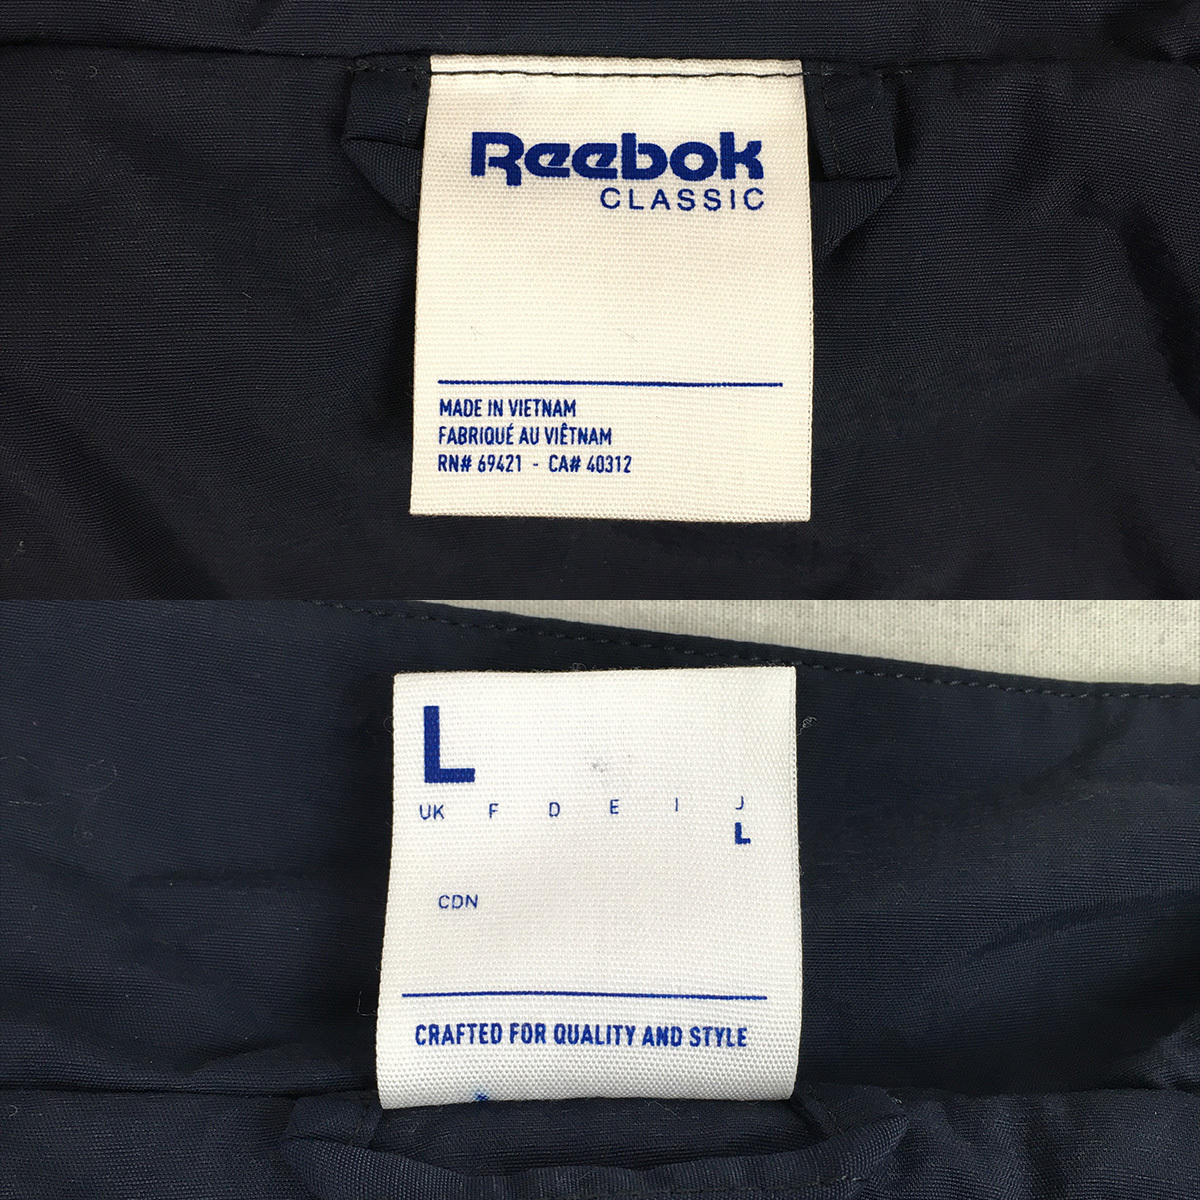 Reebok
CLASSIC
MADE IN VIETNAM
FABRIQUÉ AU VIÊTNAM
RN# 69421 - CA# 40312
L
UK F D E I J
L
CDN
CRAFTED FOR QUALITY AND STYLE